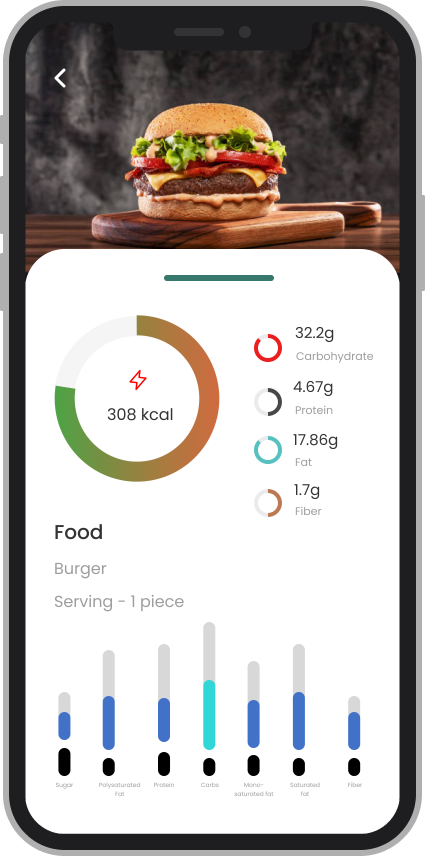 308 kcal
32.2g
Carbohydrate
4.67g
Protein
17.86g
Fat
1.7g
Fiber
Food
Burger
Serving - 1 piece
Sugar
Polysaturated
Fat
Protein
Carbs
Mono-
saturated fat
Saturated
fat
Fiber